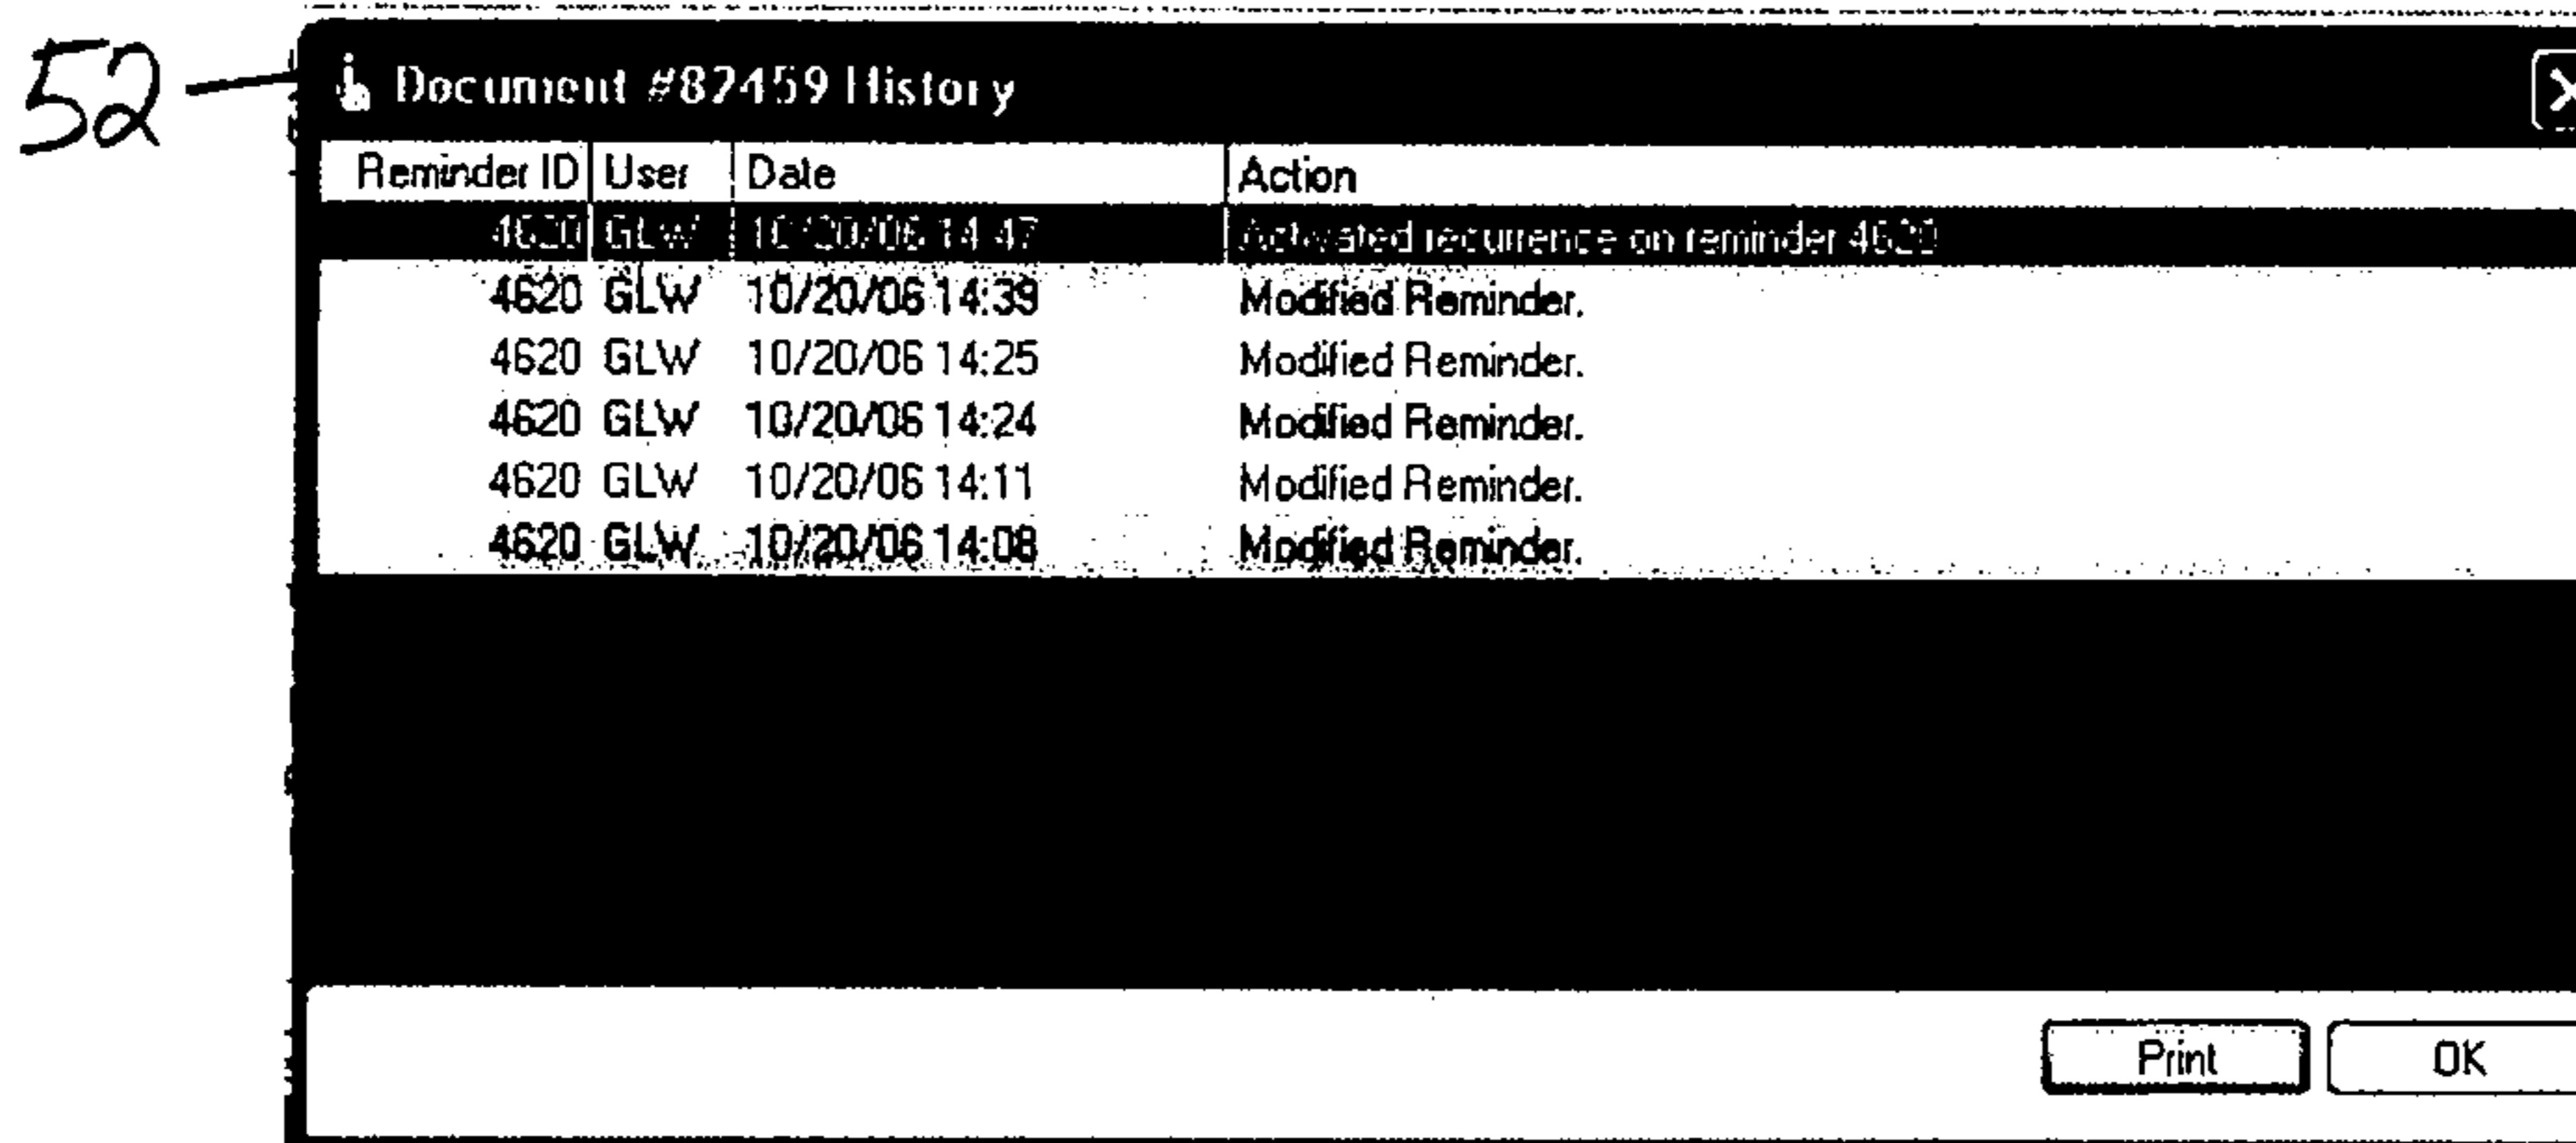 52
Document #87459 History
Reminder ID User Date Action
4620 GLW 10/20/06 14:47 Activated recurrence on reminder 4620
4620 GLW 10/20/06 14:39 Modified Reminder.
4620 GLW 10/20/06 14:25 Modified Reminder.
4620 GLW 10/20/06 14:24 Modified Reminder.
4620 GLW 10/20/06 14:11 Modified Reminder.
4620 GLW 10/20/06 14:08 Modified Reminder.
Print OK